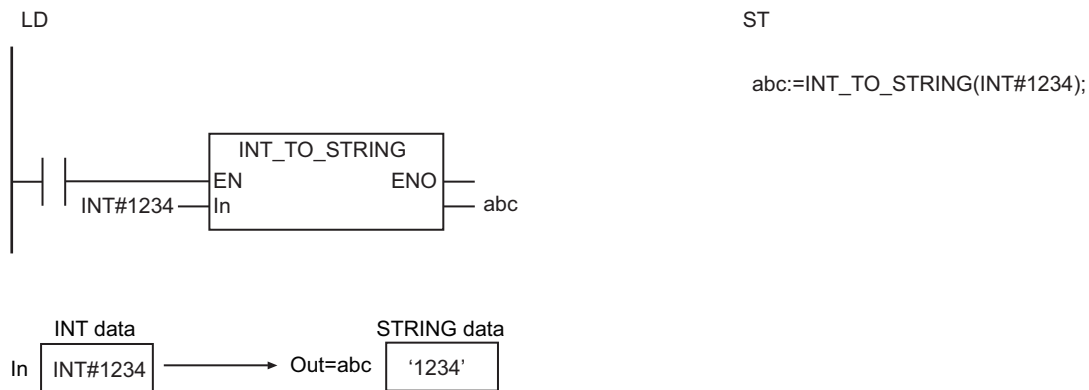 LD
ST
abc:=INT_TO_STRING(INT#1234);
INT_TO_STRING
EN ENO
INT#1234 In abc
INT data STRING data
In INT#1234 Out=abc ‘1234’